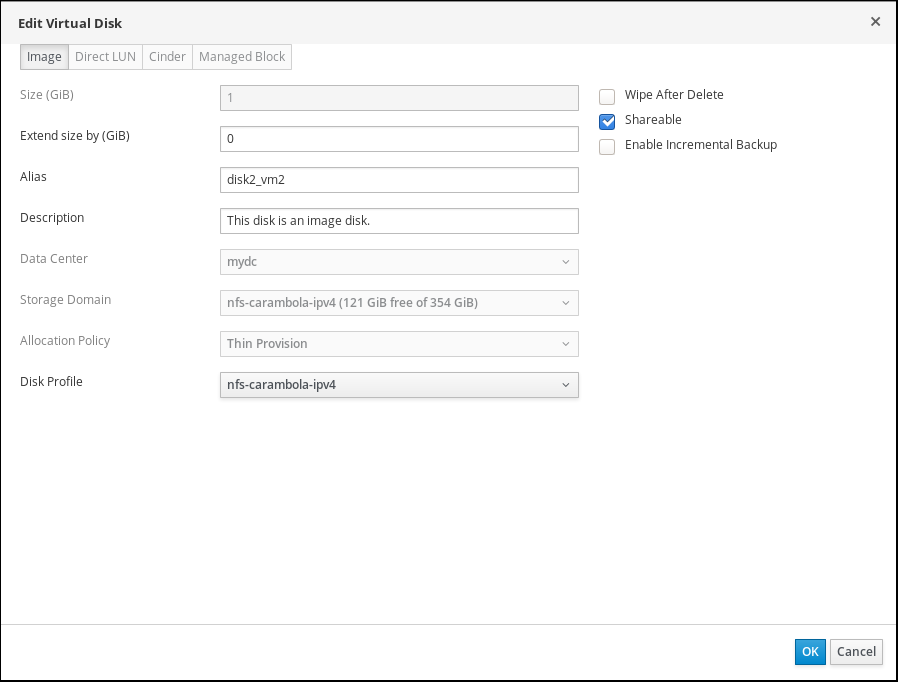 Edit Virtual Disk
Image Direct LUN Cinder Managed Block
Size (GiB) 1
Extend size by (GiB) 0
Alias disk2_vm2
Description This disk is an image disk.
Data Center mydc
Storage Domain nfs-carambola-ipv4 (121 GiB free of 354 GiB)
Allocation Policy Thin Provision
Disk Profile nfs-carambola-ipv4
Wipe After Delete
Shareable
Enable Incremental Backup
OK Cancel